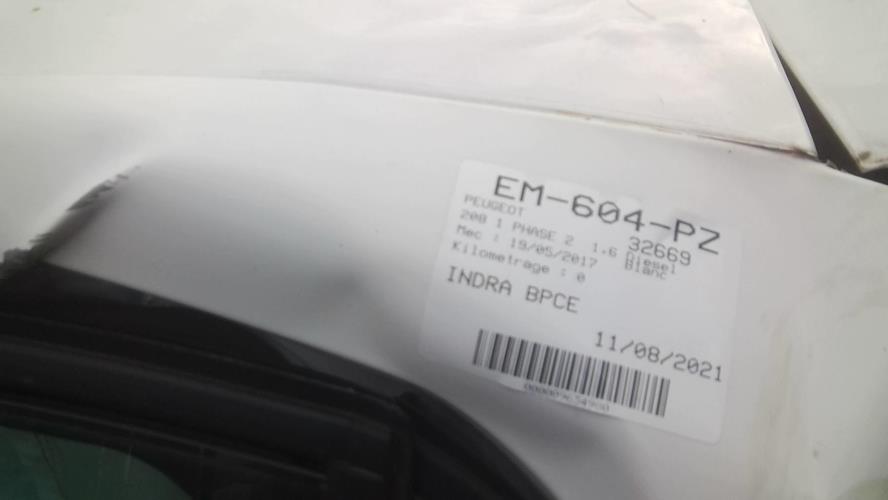 EM-604-PZ
PEUGEOT 32669
208 1 PHASE 2 1.6 Diesel
Mec : 19/05/2017 Blanc
Kilometrage : 0
INDRA BPCE
11/08/2021